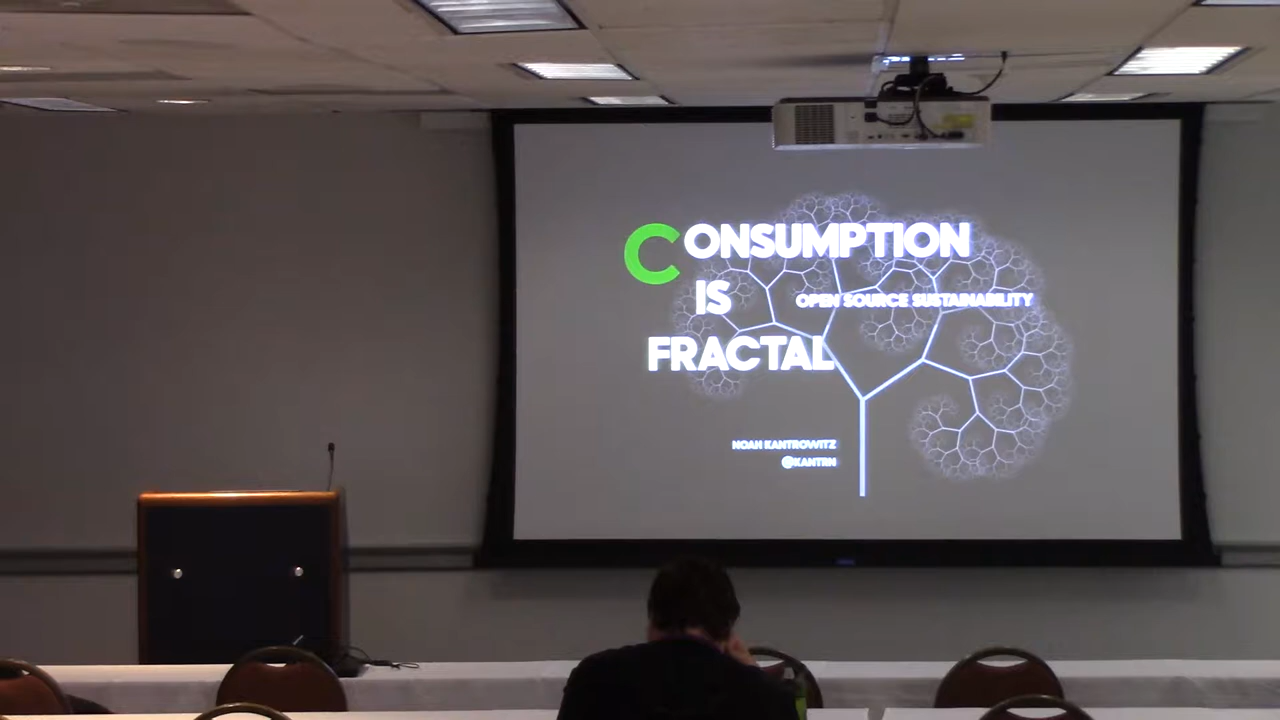 CONSUMPTION
IS
OPEN SOURCE SUSTAINABILITY
FRACTAL
NOAH KANTROWITZ
@KANTRN